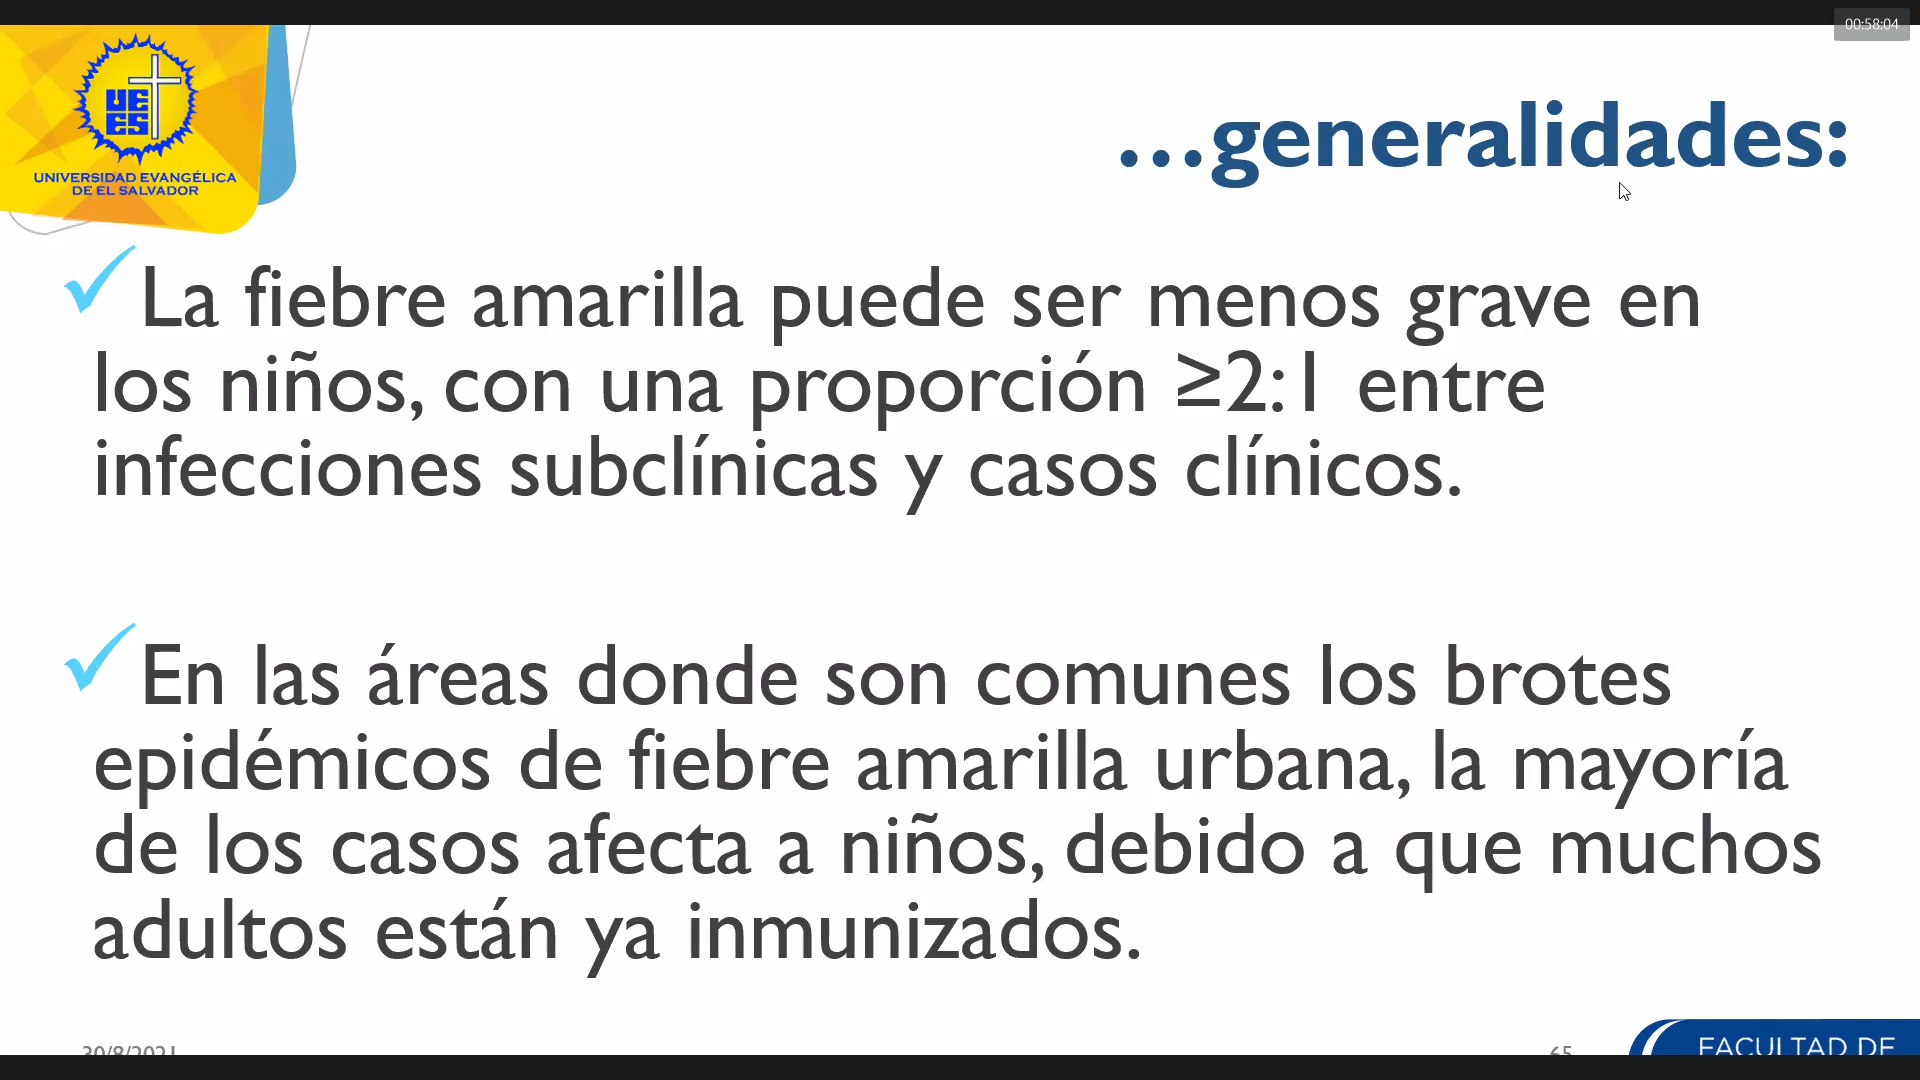 00:58:04
UE
ES
UNIVERSIDAD EVANGÉLICA
DE EL SALVADOR
...generalidades:
La fiebre amarilla puede ser menos grave en
los niños, con una proporción ≥2:1 entre
infecciones subclínicas y casos clínicos.
En las áreas donde son comunes los brotes
epidémicos de fiebre amarilla urbana, la mayoría
de los casos afecta a niños, debido a que muchos
adultos están ya inmunizados.
30/8/2021
65
FACULTAD DE